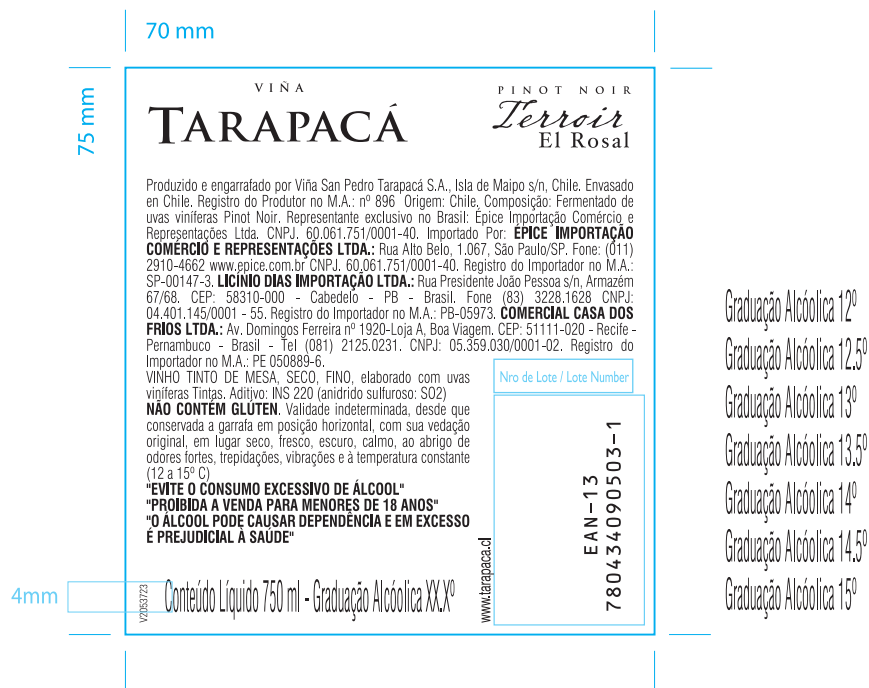 70 mm
75 mm
VIÑA
TARAPACÁ
PINOT NOIR
Terroir
El Rosal
Produzido e engarrafado por Viña San Pedro Tarapacá S.A., Isla de Maipo s/n, Chile. Envasado
en Chile. Registro do Produtor no M.A.: nº 896 Origem: Chile, Composição: Fermentado de
uvas viníferas Pinot Noir. Representante exclusivo no Brasil: Épice Importação Comércio e
Representações Ltda. CNPJ. 60.061.751/0001-40. Importado Por: ÉPICE IMPORTAÇÃO
COMÉRCIO E REPRESENTAÇÕES LTDA.: Rua Alto Belo, 1.067, São Paulo/SP. Fone: (011)
2910-4662 www.epice.com.br CNPJ. 60.061.751/0001-40. Registro do Importador no M.A.:
SP-00147-3. LICÍNIO DIAS IMPORTAÇÃO LTDA.: Rua Presidente João Pessoa s/n, Armazém
67/68. CEP: 58310-000 - Cabedelo - PB - Brasil. Fone (83) 3228.1628 CNPJ:
04.401.145/0001 - 55. Registro do Importador no M.A.: PB-05973. COMERCIAL CASA DOS
FRIOS LTDA.: Av. Domingos Ferreira nº 1920-Loja A, Boa Viagem. CEP: 51111-020 - Recife -
Pernambuco - Brasil - Tel (081) 2125.0231. CNPJ: 05.359.030/0001-02. Registro do
Importador no M.A.: PE 050889-6.
VINHO TINTO DE MESA, SECO, FINO, elaborado com uvas
viníferas Tintas. Aditivo: INS 220 (anidrido sulfuroso: SO2)
NÃO CONTÉM GLÚTEN. Validade indeterminada, desde que
conservada a garrafa em posição horizontal, com sua vedação
original, em lugar seco, fresco, escuro, calmo, ao abrigo de
odores fortes, trepidações, vibrações e à temperatura constante
(12 a 15º C)
"EVITE O CONSUMO EXCESSIVO DE ÁLCOOL"
"PROIBIDA A VENDA PARA MENORES DE 18 ANOS"
"O ÁLCOOL PODE CAUSAR DEPENDÊNCIA E EM EXCESSO
É PREJUDICIAL À SAÚDE"
4mm
V2053723
Conteúdo Líquido 750 ml - Graduação Alcóolica XX.Xº
www.tarapaca.cl
Nro de Lote / Lote Number
EAN-13
7804340905031-1
Graduação Alcóolica 12º
Graduação Alcóolica 12.5º
Graduação Alcóolica 13º
Graduação Alcóolica 13.5º
Graduação Alcóolica 14º
Graduação Alcóolica 14.5º
Graduação Alcóolica 15º